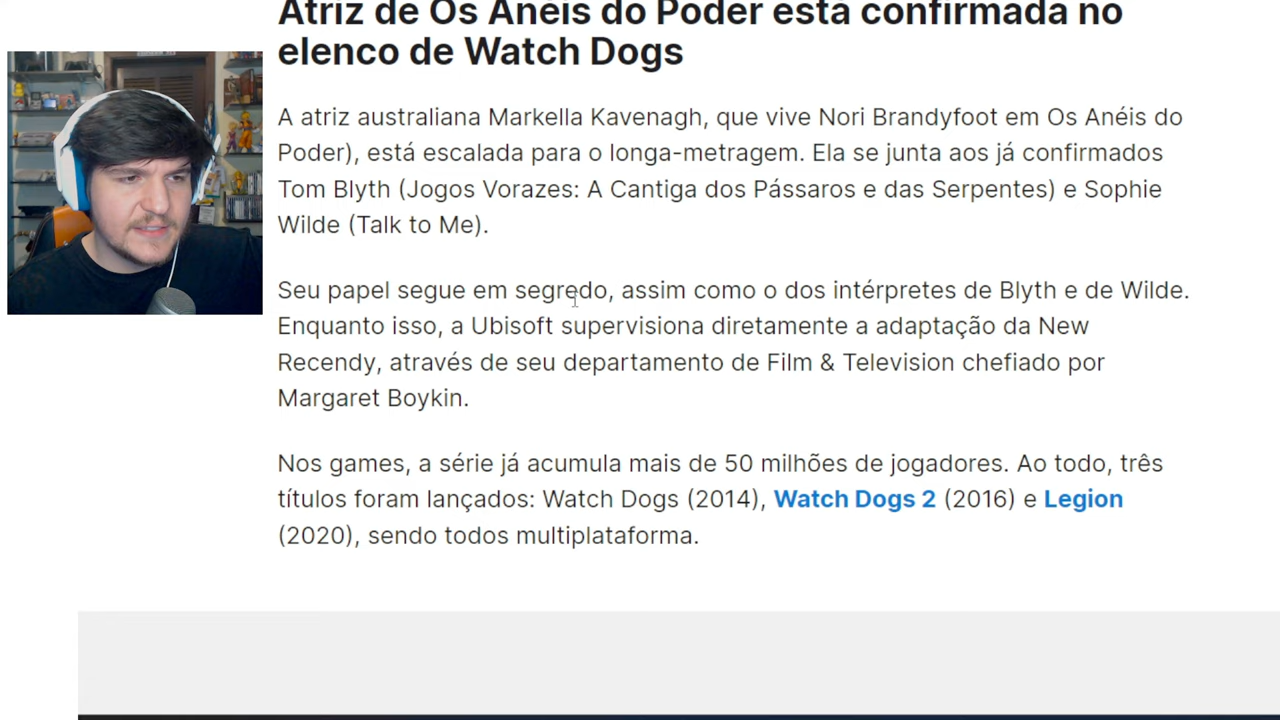 Atriz de Os Anéis do Poder está confirmada no
elenco de Watch Dogs
A atriz australiana Markella Kavenagh, que vive Nori Brandyfoot em Os Anéis do
Poder), está escalada para o longa-metragem. Ela se junta aos já confirmados
Tom Blyth (Jogos Vorazes: A Cantiga dos Pássaros e das Serpentes) e Sophie
Wilde (Talk to Me).
Seu papel segue em segredo, assim como o dos intérpretes de Blyth e de Wilde.
Enquanto isso, a Ubisoft supervisiona diretamente a adaptação da New
Recendy, através de seu departamento de Film & Television chefiado por
Margaret Boykin.
Nos games, a série já acumula mais de 50 milhões de jogadores. Ao todo, três
títulos foram lançados: Watch Dogs (2014), Watch Dogs 2 (2016) e Legion
(2020), sendo todos multiplataforma.